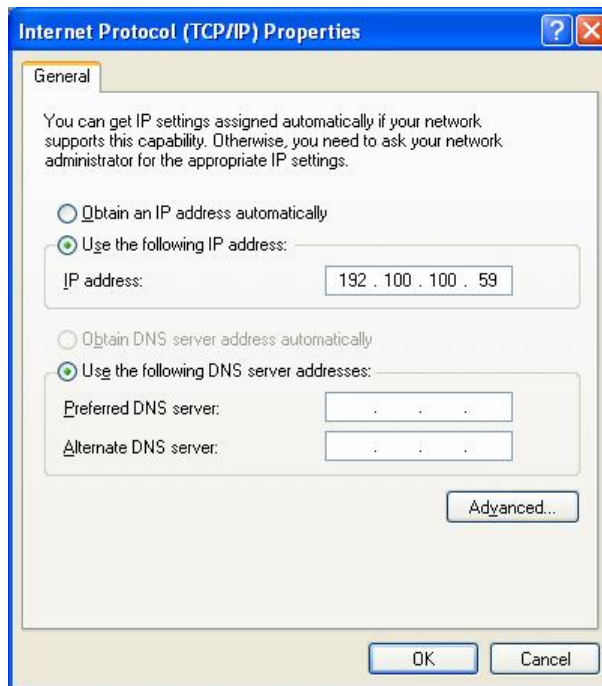 Internet Protocol (TCP/IP) Properties
General
You can get IP settings assigned automatically if your network
supports this capability. Otherwise, you need to ask your network
administrator for the appropriate IP settings.
Obtain an IP address automatically
Use the following IP address:
IP address: 192 . 100 . 100 . 59
Obtain DNS server address automatically
Use the following DNS server addresses:
Preferred DNS server: . . .
Alternate DNS server: . . .
Advanced...
OK Cancel